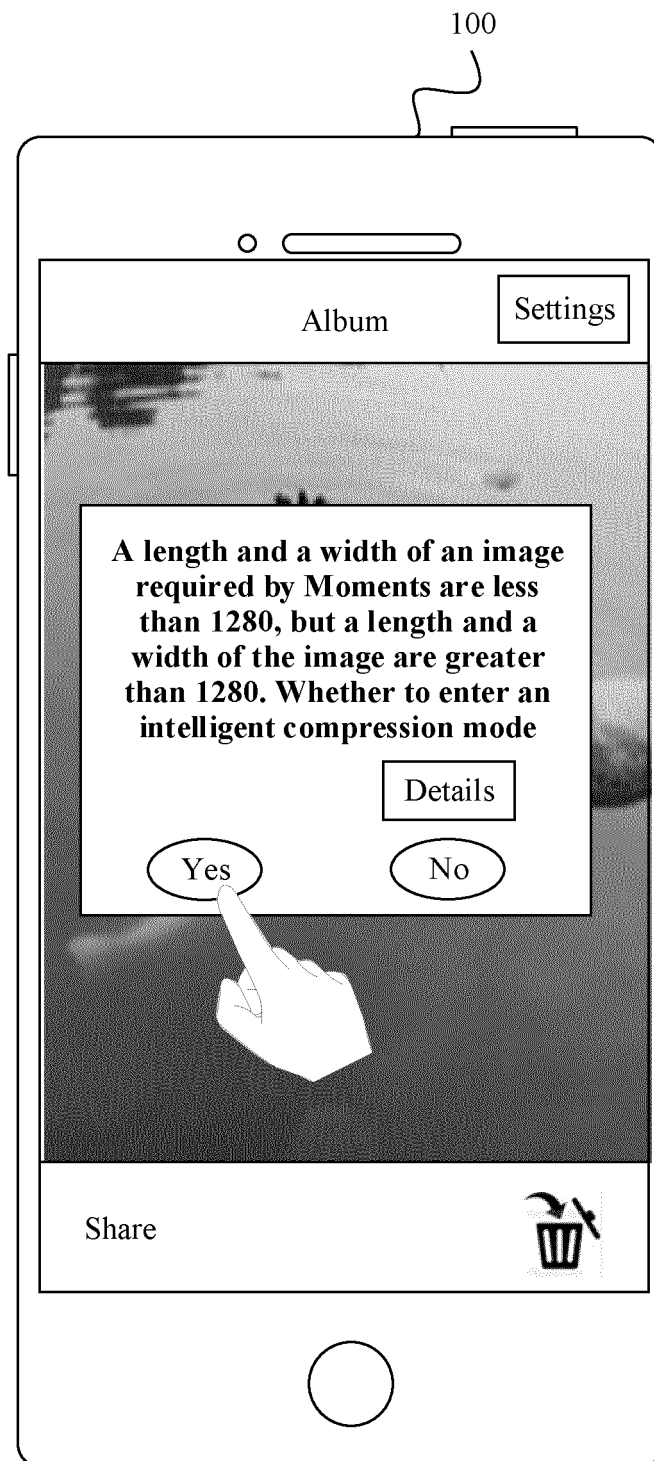 100
Album
Settings
A length and a width of an image
required by Moments are less
than 1280, but a length and a
width of the image are greater
than 1280. Whether to enter an
intelligent compression mode
Details
Yes
No
Share